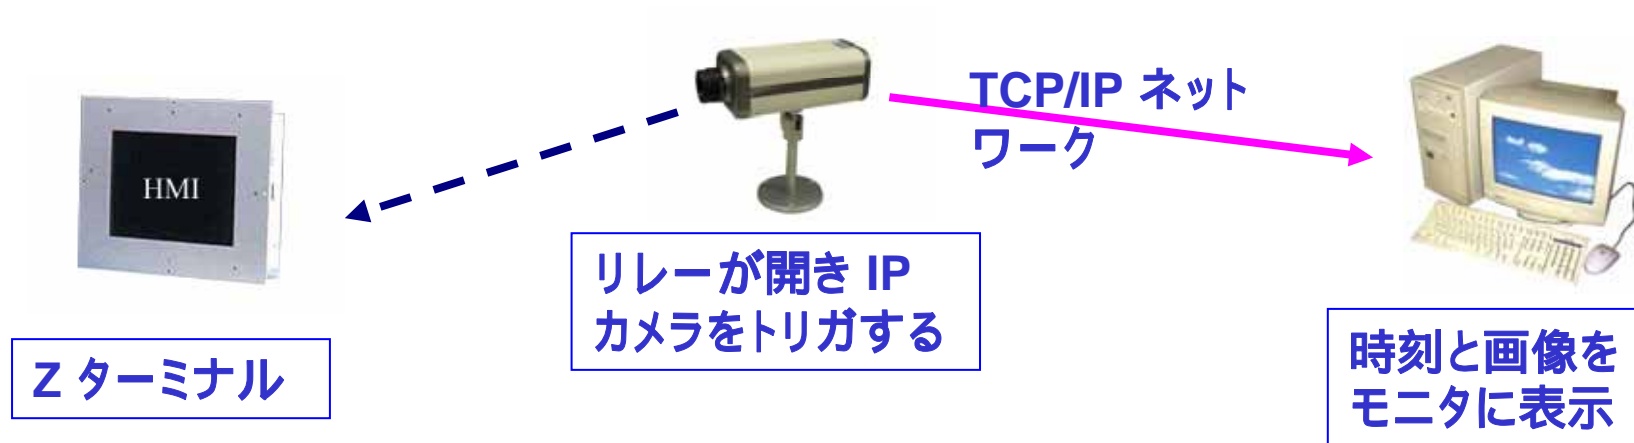 TCP/IP ネット
ワーク
HMI
リレーが開き IP
カメラをトリガする
Z ターミナル
時刻と画像を
モニタに表示